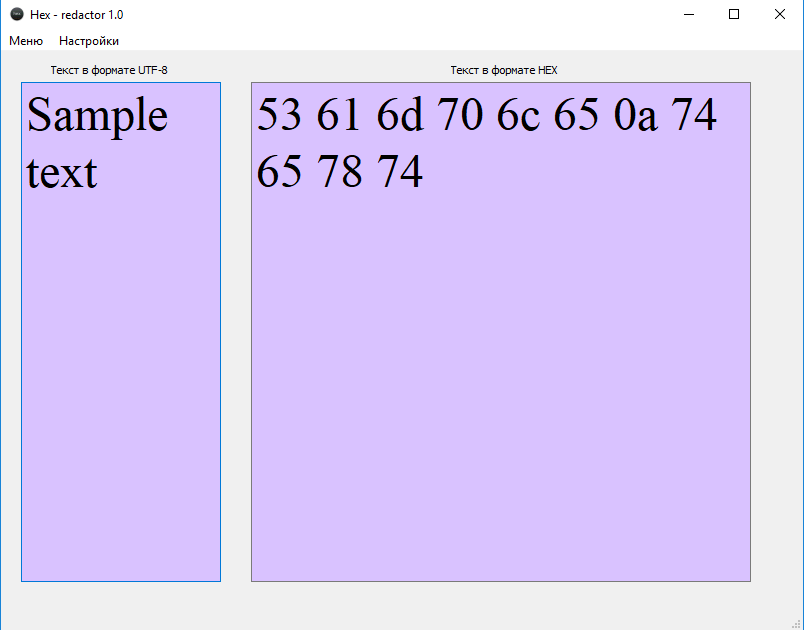 Hex - redactor 1.0
Меню Настройки
Текст в формате UTF-8
Sample
text
Текст в формате HEX
53 61 6d 70 6c 65 0a 74
65 78 74